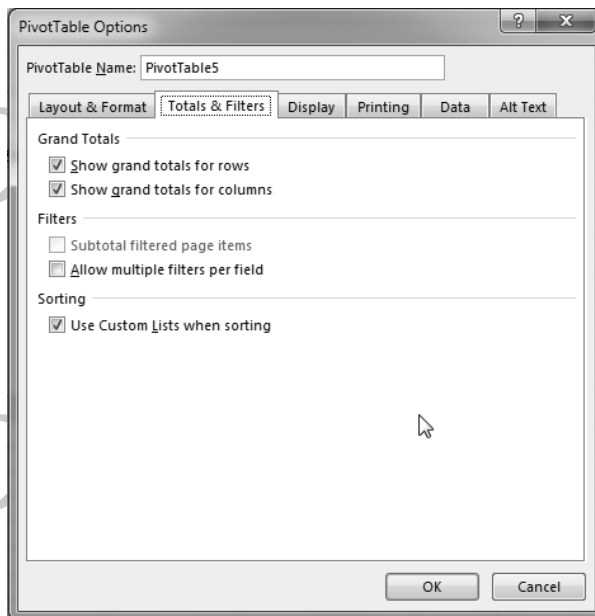 PivotTable Options
PivotTable Name: PivotTable5
Layout & Format Totals & Filters Display Printing Data Alt Text
Grand Totals
Show grand totals for rows
Show grand totals for columns
Filters
Subtotal filtered page items
Allow multiple filters per field
Sorting
Use Custom Lists when sorting
OK Cancel